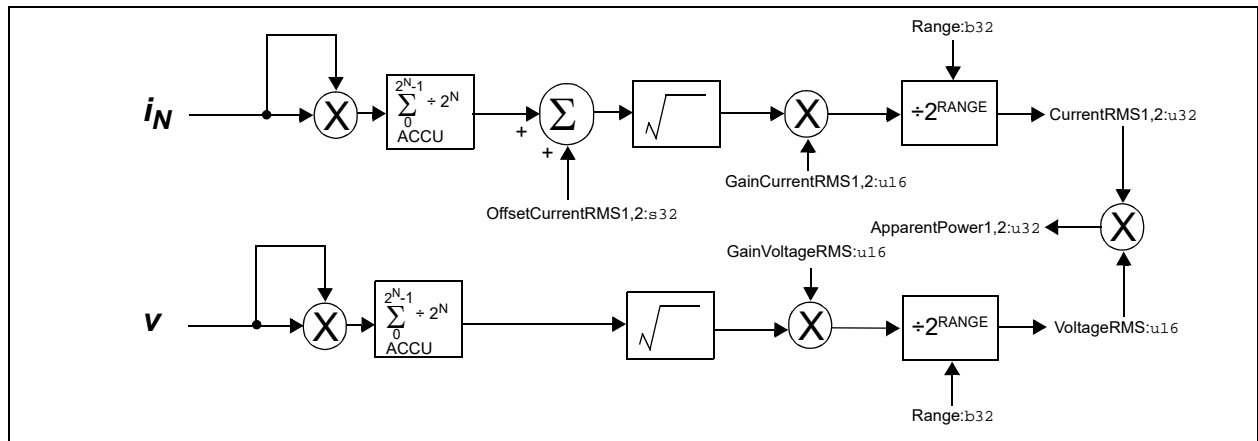 Range:b32
i_N
X
2^N-1
∑ ÷ 2^N
0
ACCU
+
Σ
+
√
X
÷2^RANGE
CurrentRMS1,2:u32
GainCurrentRMS1,2:u16
OffsetCurrentRMS1,2:s32
ApparentPower1,2:u32
X
GainVoltageRMS:u16
v
X
2^N-1
∑ ÷ 2^N
0
ACCU
√
X
÷2^RANGE
VoltageRMS:u16
Range:b32